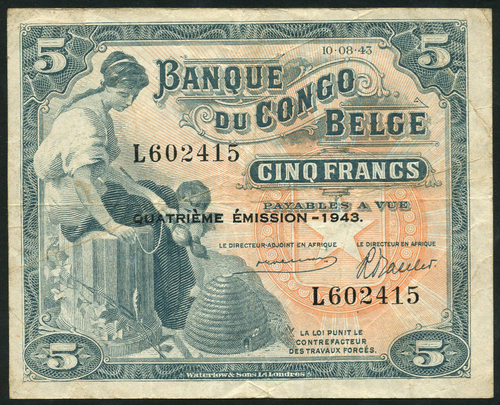 5 10-08-43 5
BANQUE
DU CONGO
BELGE
L602415
CINQ FRANCS
PAYABLES A VUE
QUATRIÈME ÉMISSION-1943.
LE DIRECTEUR-ADJOINT EN AFRIQUE LE DIRECTEUR EN AFRIQUE
L602415
LA LOI PUNIT LE
CONTREFACTEUR
DES TRAVAUX FORCÉS.
5 5
Waterlow & Sons Ld Londres